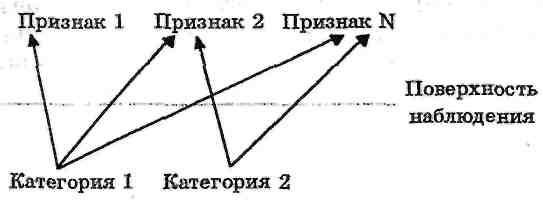 Признак 1 Признак 2 Признак N
Поверхность
наблюдения
Категория 1 Категория 2